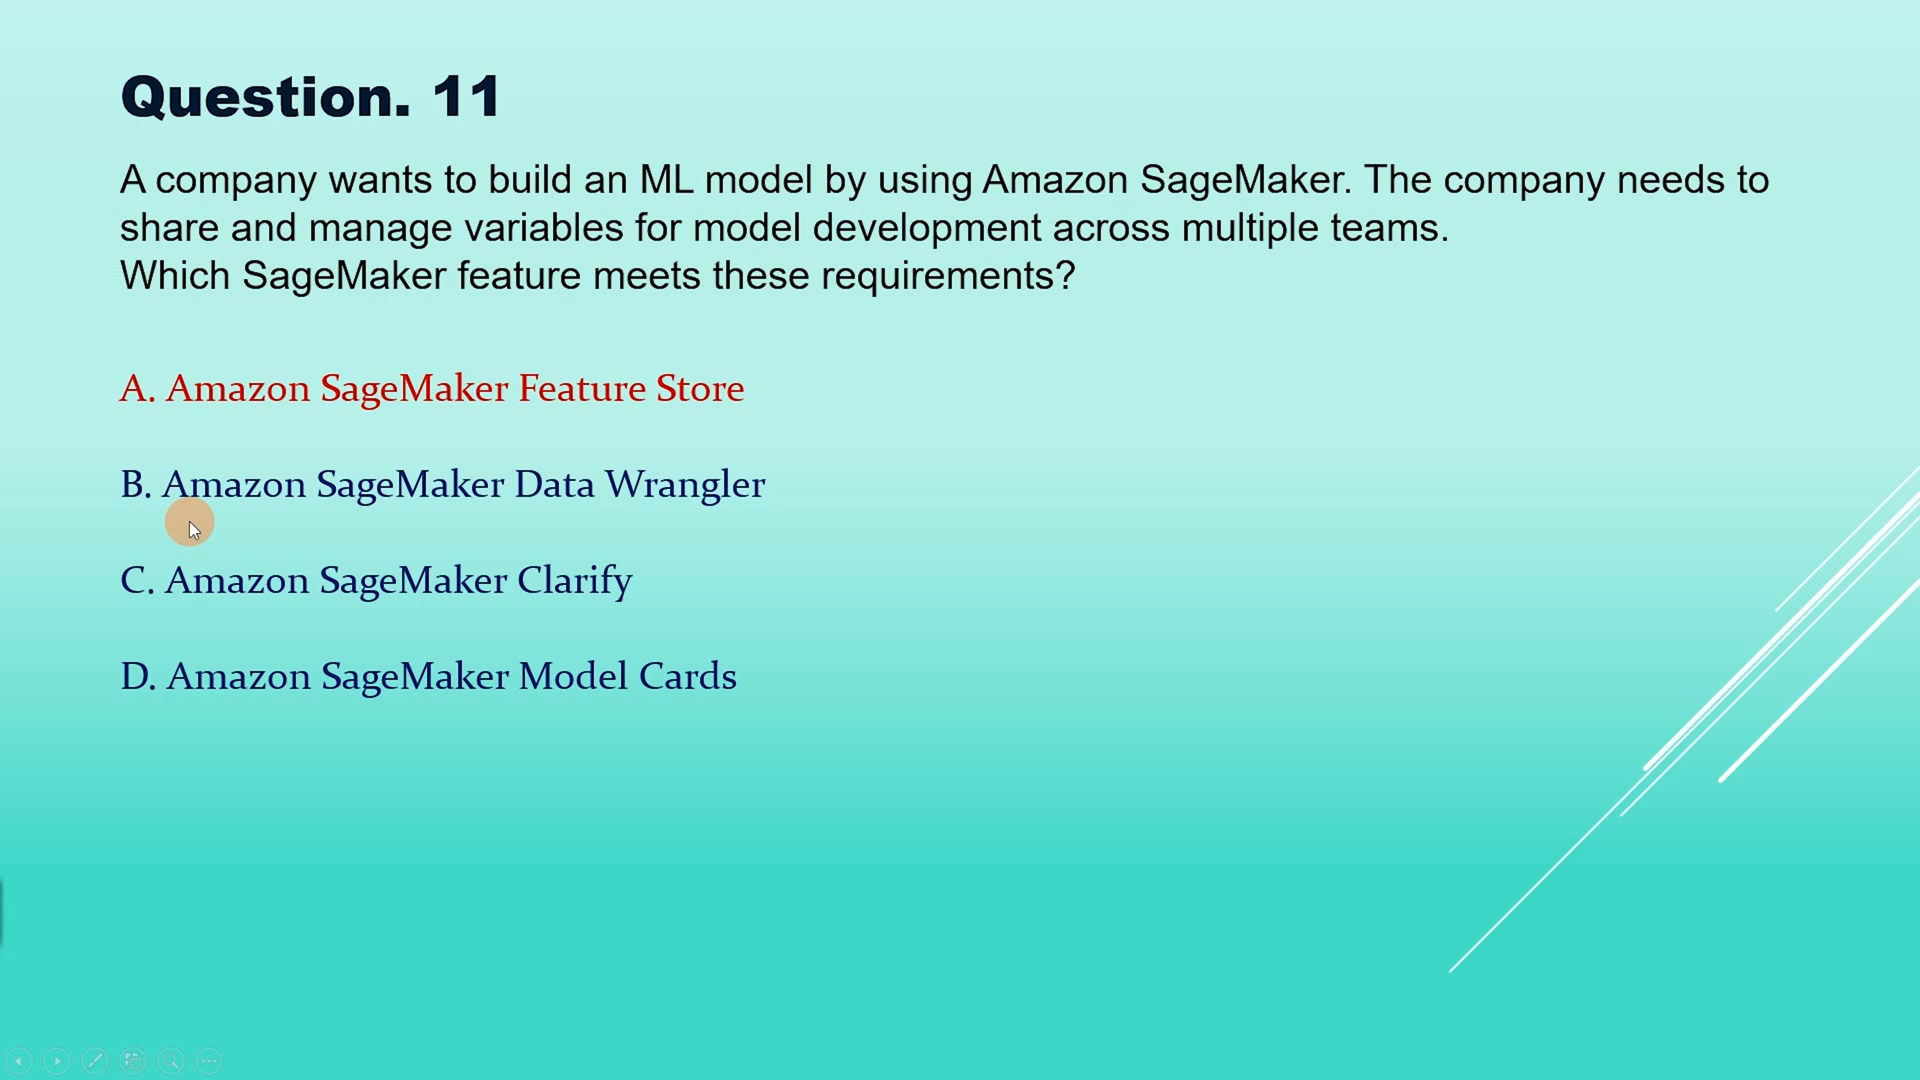 Question. 11
A company wants to build an ML model by using Amazon SageMaker. The company needs to
share and manage variables for model development across multiple teams.
Which SageMaker feature meets these requirements?
A. Amazon SageMaker Feature Store
B. Amazon SageMaker Data Wrangler
C. Amazon SageMaker Clarify
D. Amazon SageMaker Model Cards